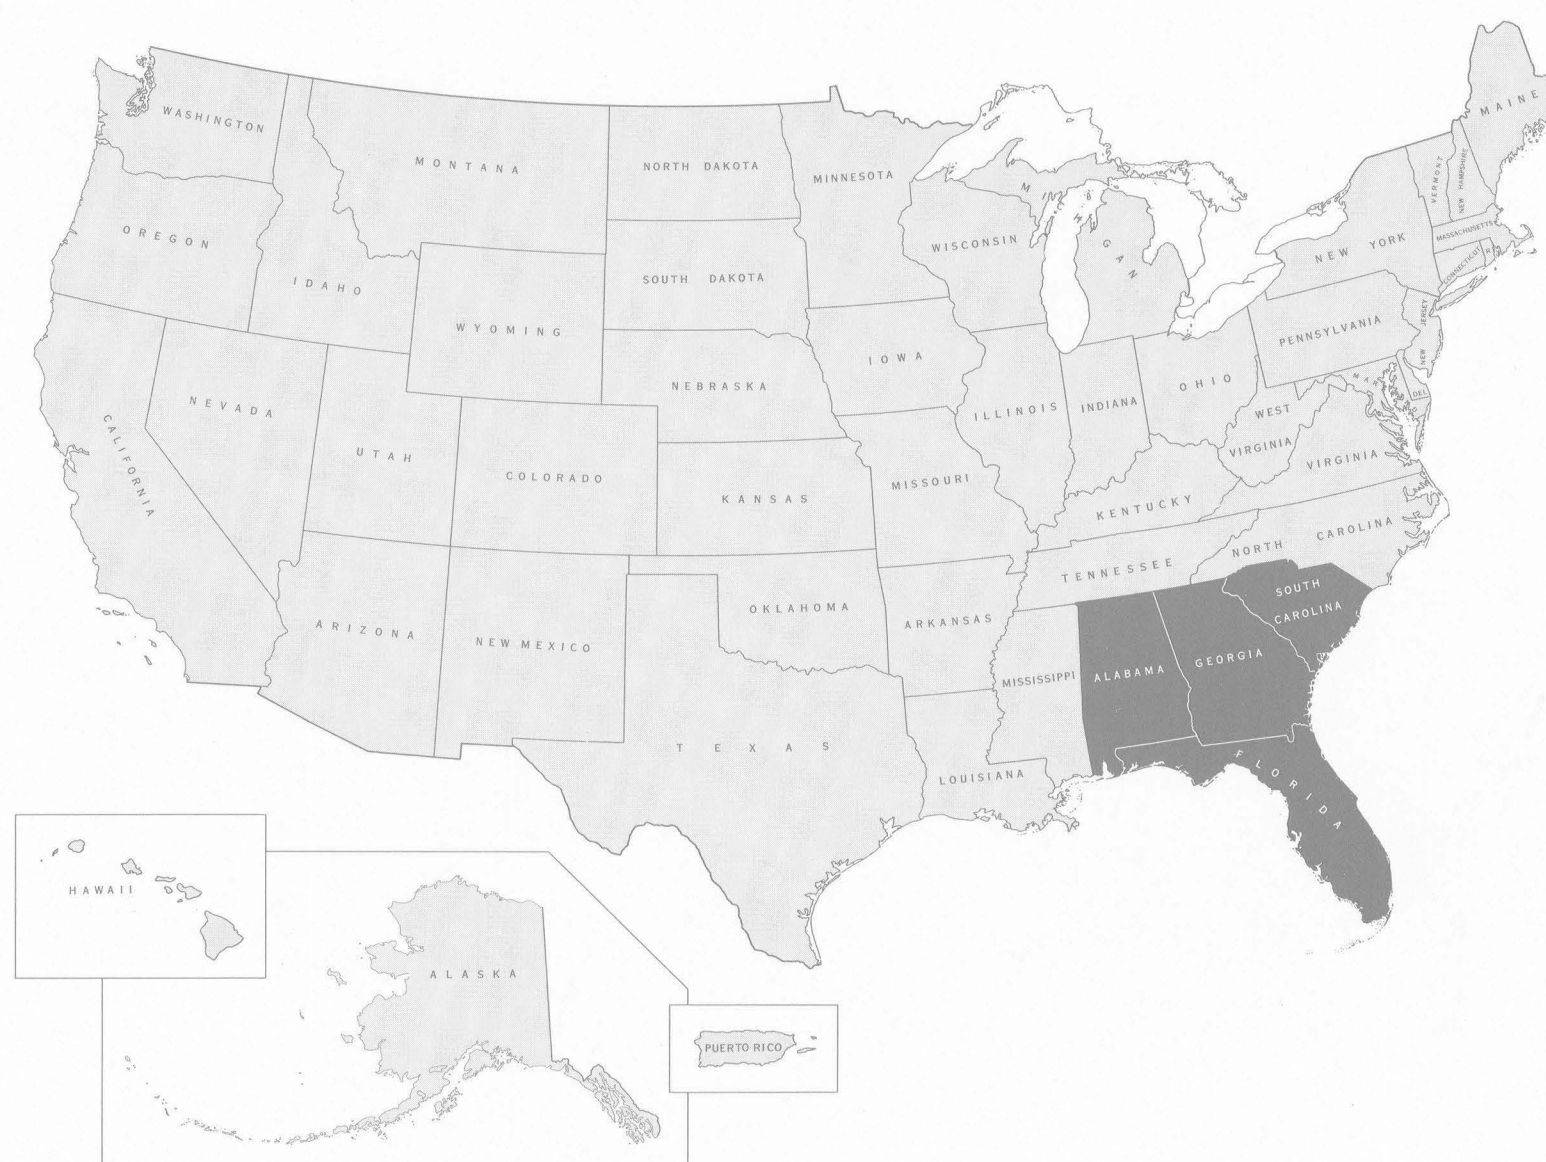 WASHINGTON
MONTANA
NORTH DAKOTA
MINNESOTA
MAINE
VERMONT
NEW HAMPSHIRE
MASSACHUSETTS
CONNECTICUT
R.I.
NEW YORK
MICHIGAN
WISCONSIN
OREGON
IDAHO
SOUTH DAKOTA
WYOMING
IOWA
PENNSYLVANIA
NEW JERSEY
DEL
NEBRASKA
NEVADA
ILLINOIS
INDIANA
OHIO
WEST
VIRGINIA
VIRGINIA
CALIFORNIA
UTAH
COLORADO
KANSAS
MISSOURI
KENTUCKY
NORTH CAROLINA
TENNESSEE
SOUTH
CAROLINA
ARIZONA
NEW MEXICO
OKLAHOMA
ARKANSAS
MISSISSIPPI
ALABAMA
GEORGIA
TEXAS
LOUISIANA
FLORIDA
HAWAII
ALASKA
PUERTO RICO